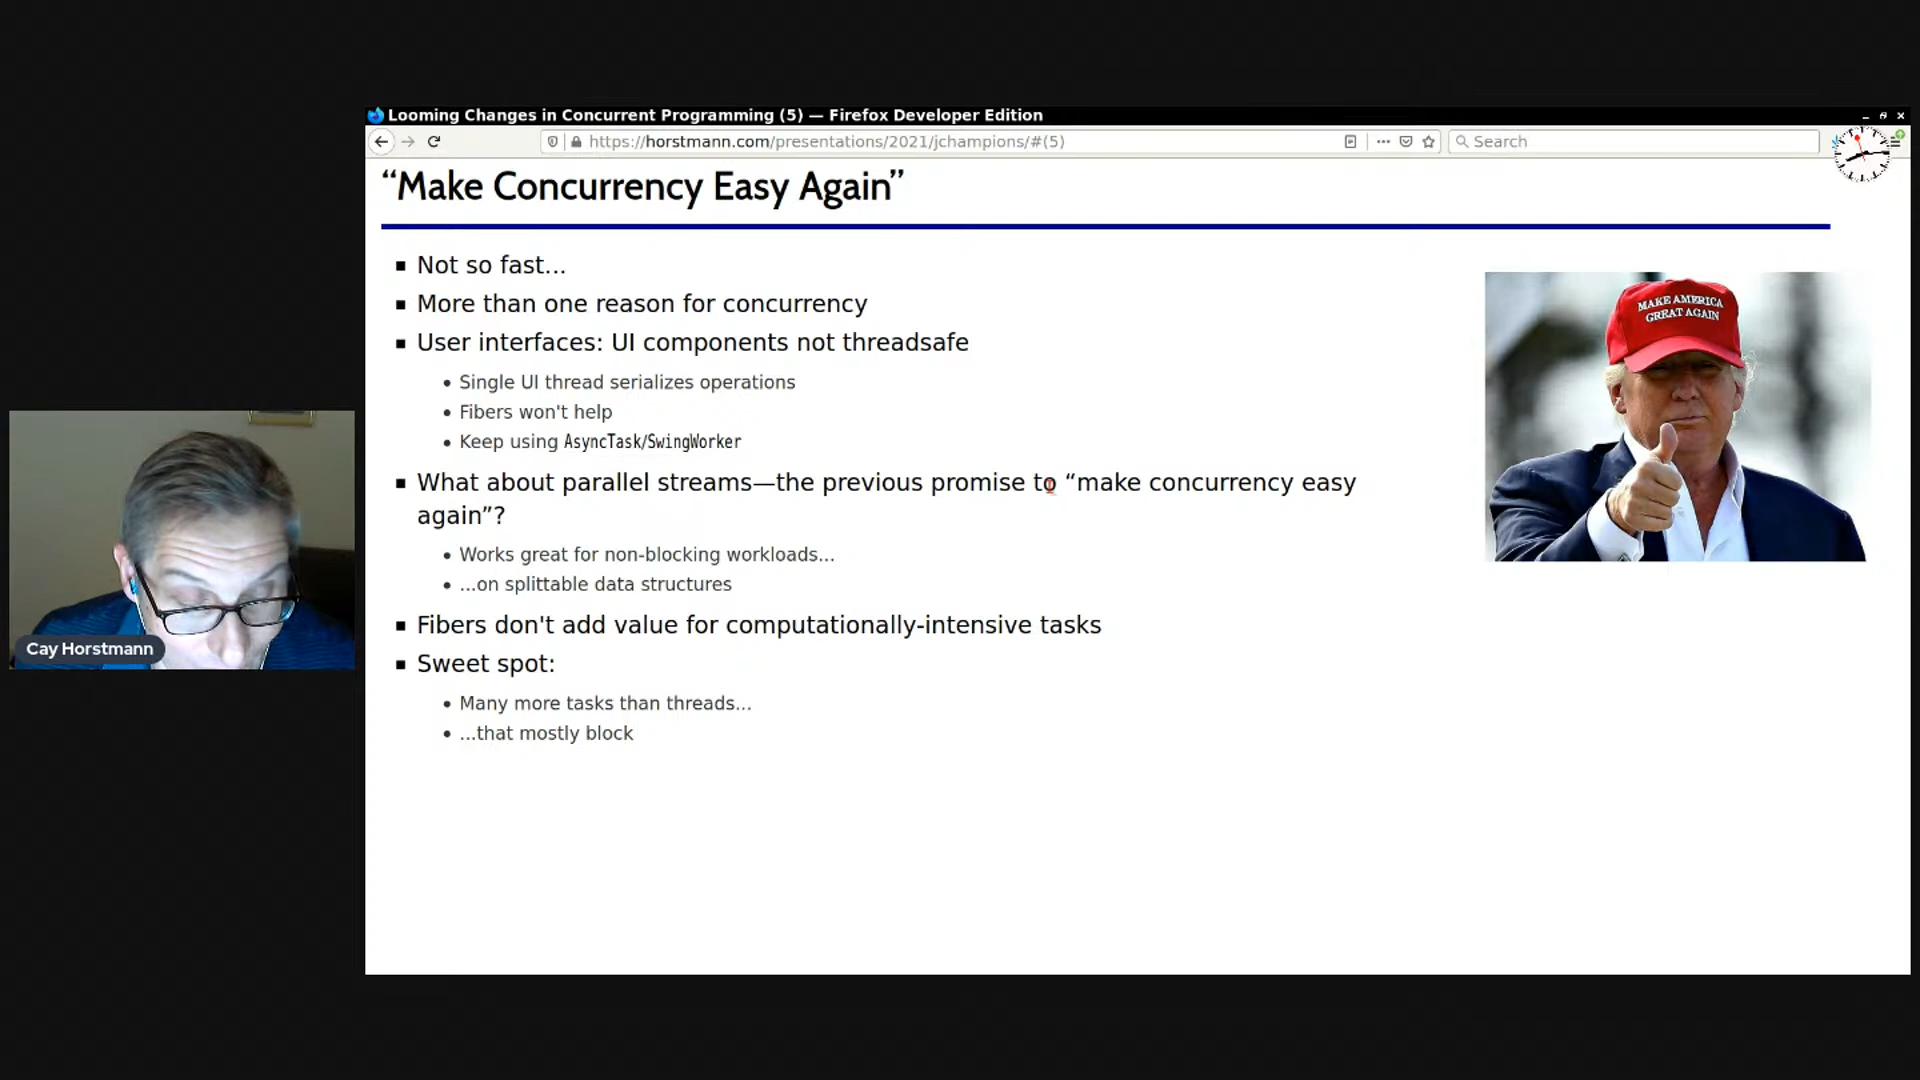 Looming Changes in Concurrent Programming (5) — Firefox Developer Edition
https://horstmann.com/presentations/2021/jchampions/#(5)
Search
“Make Concurrency Easy Again”
Not so fast...
More than one reason for concurrency
User interfaces: UI components not threadsafe
Single UI thread serializes operations
Fibers won't help
Keep using AsyncTask/SwingWorker
What about parallel streams—the previous promise to “make concurrency easy
again”?
Works great for non-blocking workloads...
...on splittable data structures
Fibers don't add value for computationally-intensive tasks
Sweet spot:
Many more tasks than threads...
...that mostly block
MAKE AMERICA
GREAT AGAIN
Cay Horstmann